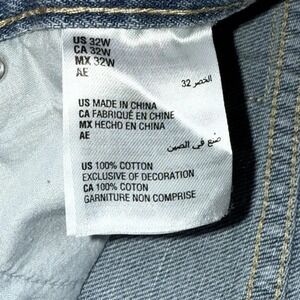 US 32W
CA 32W
MX 32W
AE
الخصر 32
US MADE IN CHINA
CA FABRIQUÉ EN CHINE
MX HECHO EN CHINA
AE
صنع في الصين
US 100% COTTON
EXCLUSIVE OF DECORATION
CA 100% COTON
GARNITURE NON COMPRISE